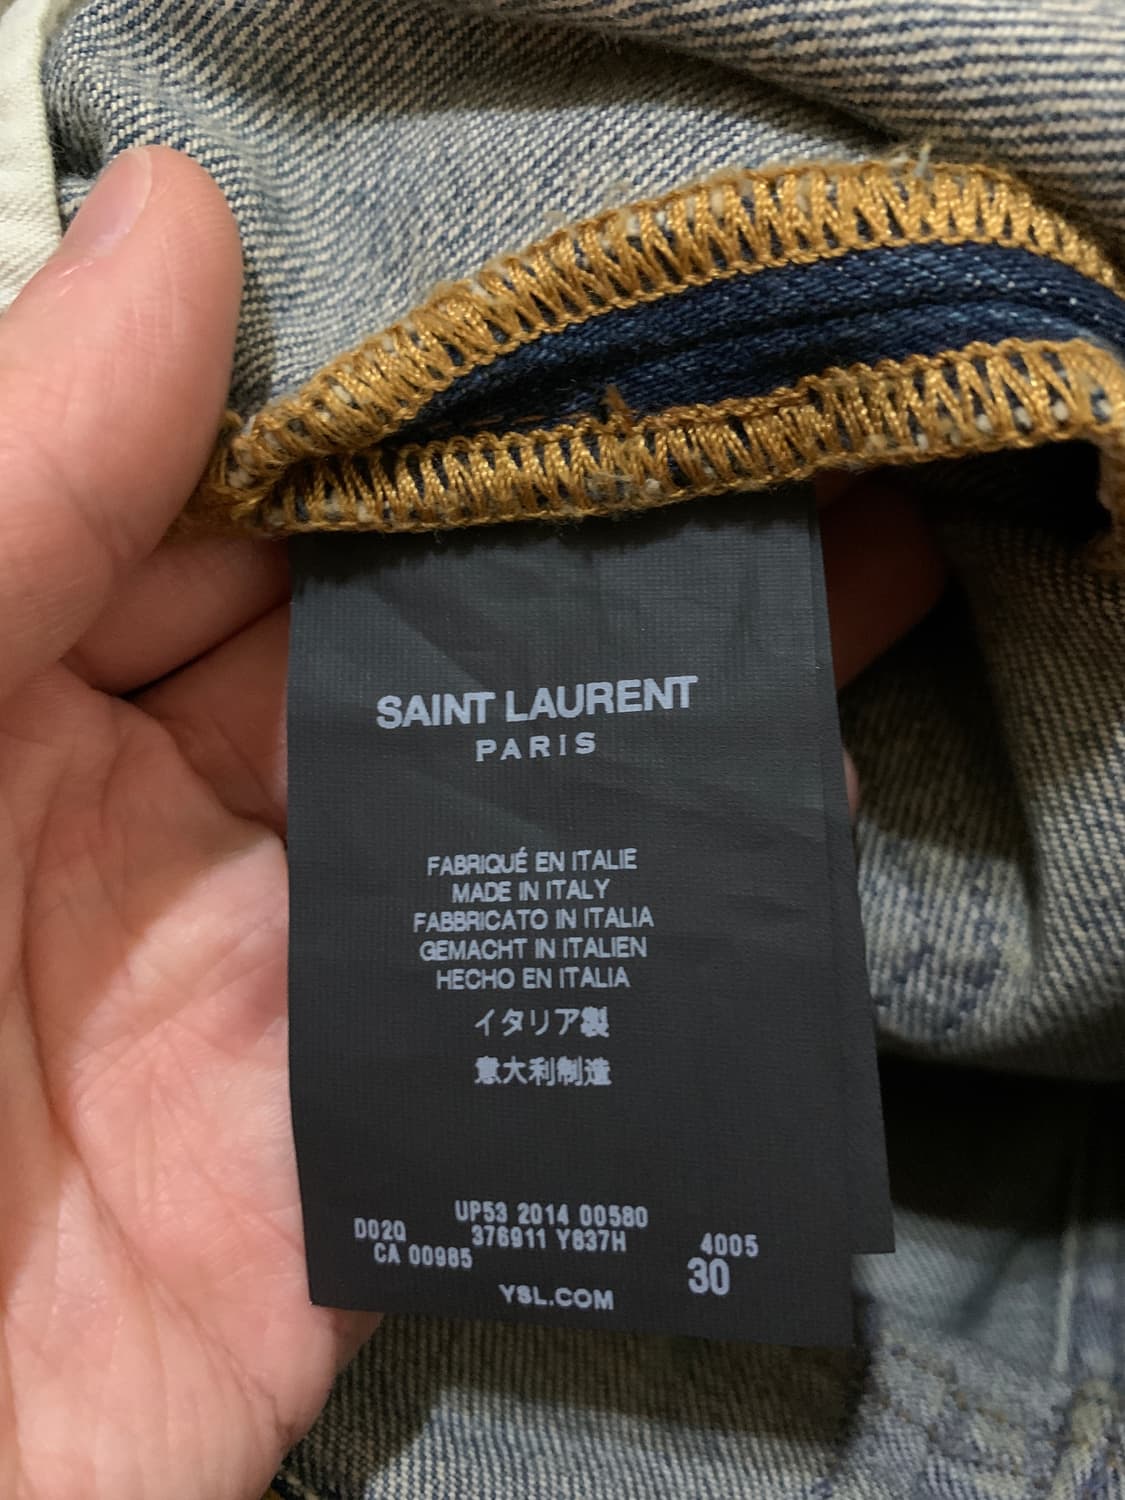 SAINT LAURENT
PARIS
FABRIQUÉ EN ITALIE
MADE IN ITALY
FABBRICATO IN ITALIA
GEMACHT IN ITALIEN
HECHO EN ITALIA
イタリア製
意大利制造
UP53 2014 00580
D02Q 376911 Y837H 4005
CA 00985 30
YSL.COM